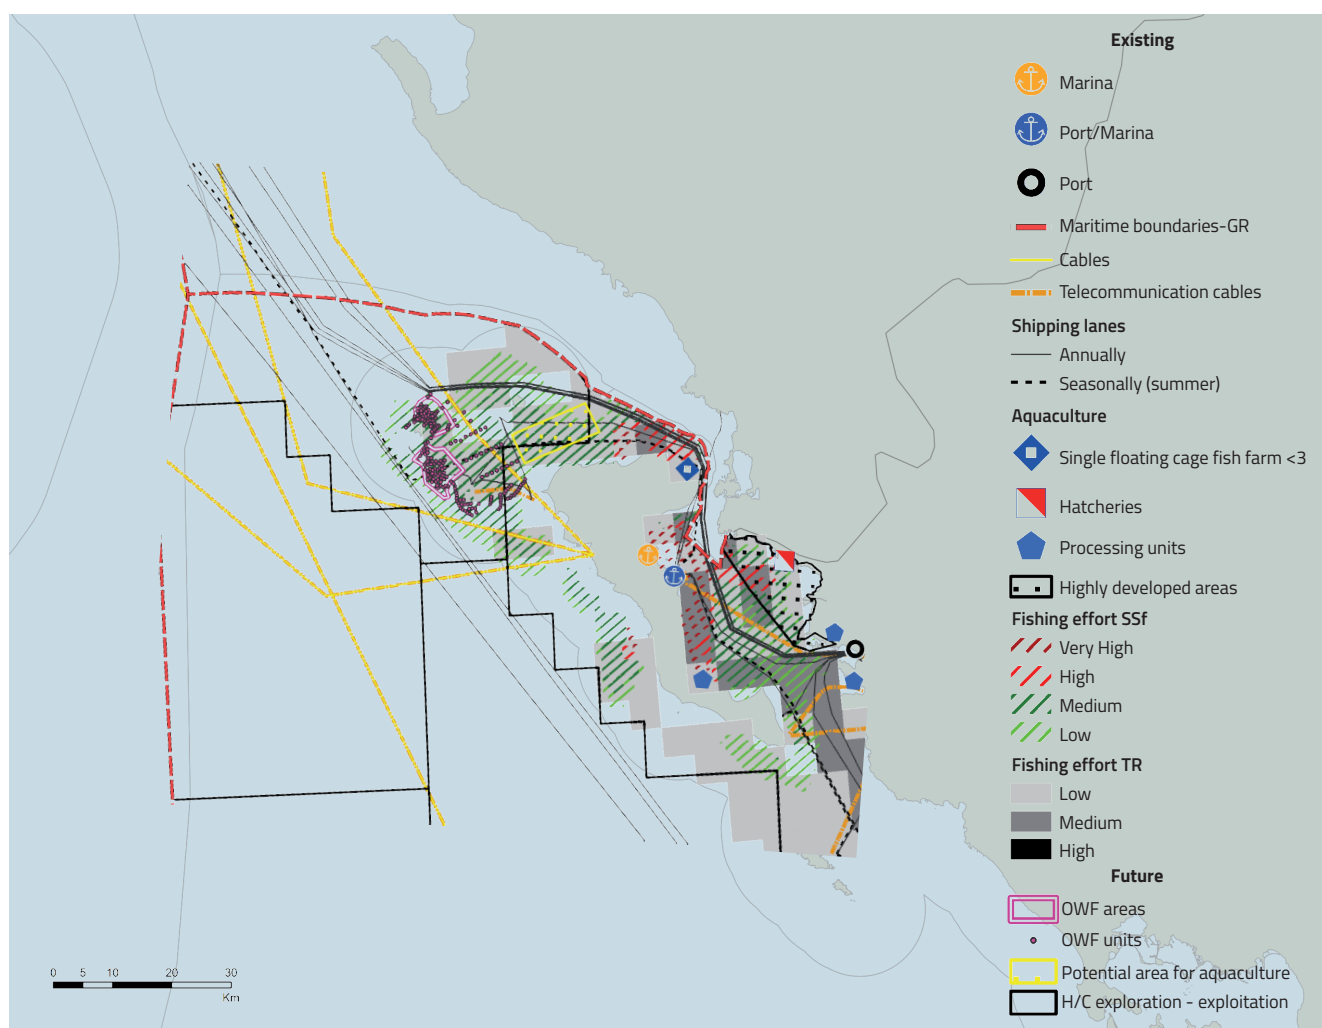 Existing
Marina
Port/Marina
Port
Maritime boundaries-GR
Cables
Telecommunication cables
Shipping lanes
Annually
Seasonally (summer)
Aquaculture
Single floating cage fish farm <3
Hatcheries
Processing units
Highly developed areas
Fishing effort SSf
Very High
High
Medium
Low
Fishing effort TR
Low
Medium
High
Future
OWF areas
OWF units
Potential area for aquaculture
H/C exploration - exploitation
0 5 10 20 30
Km